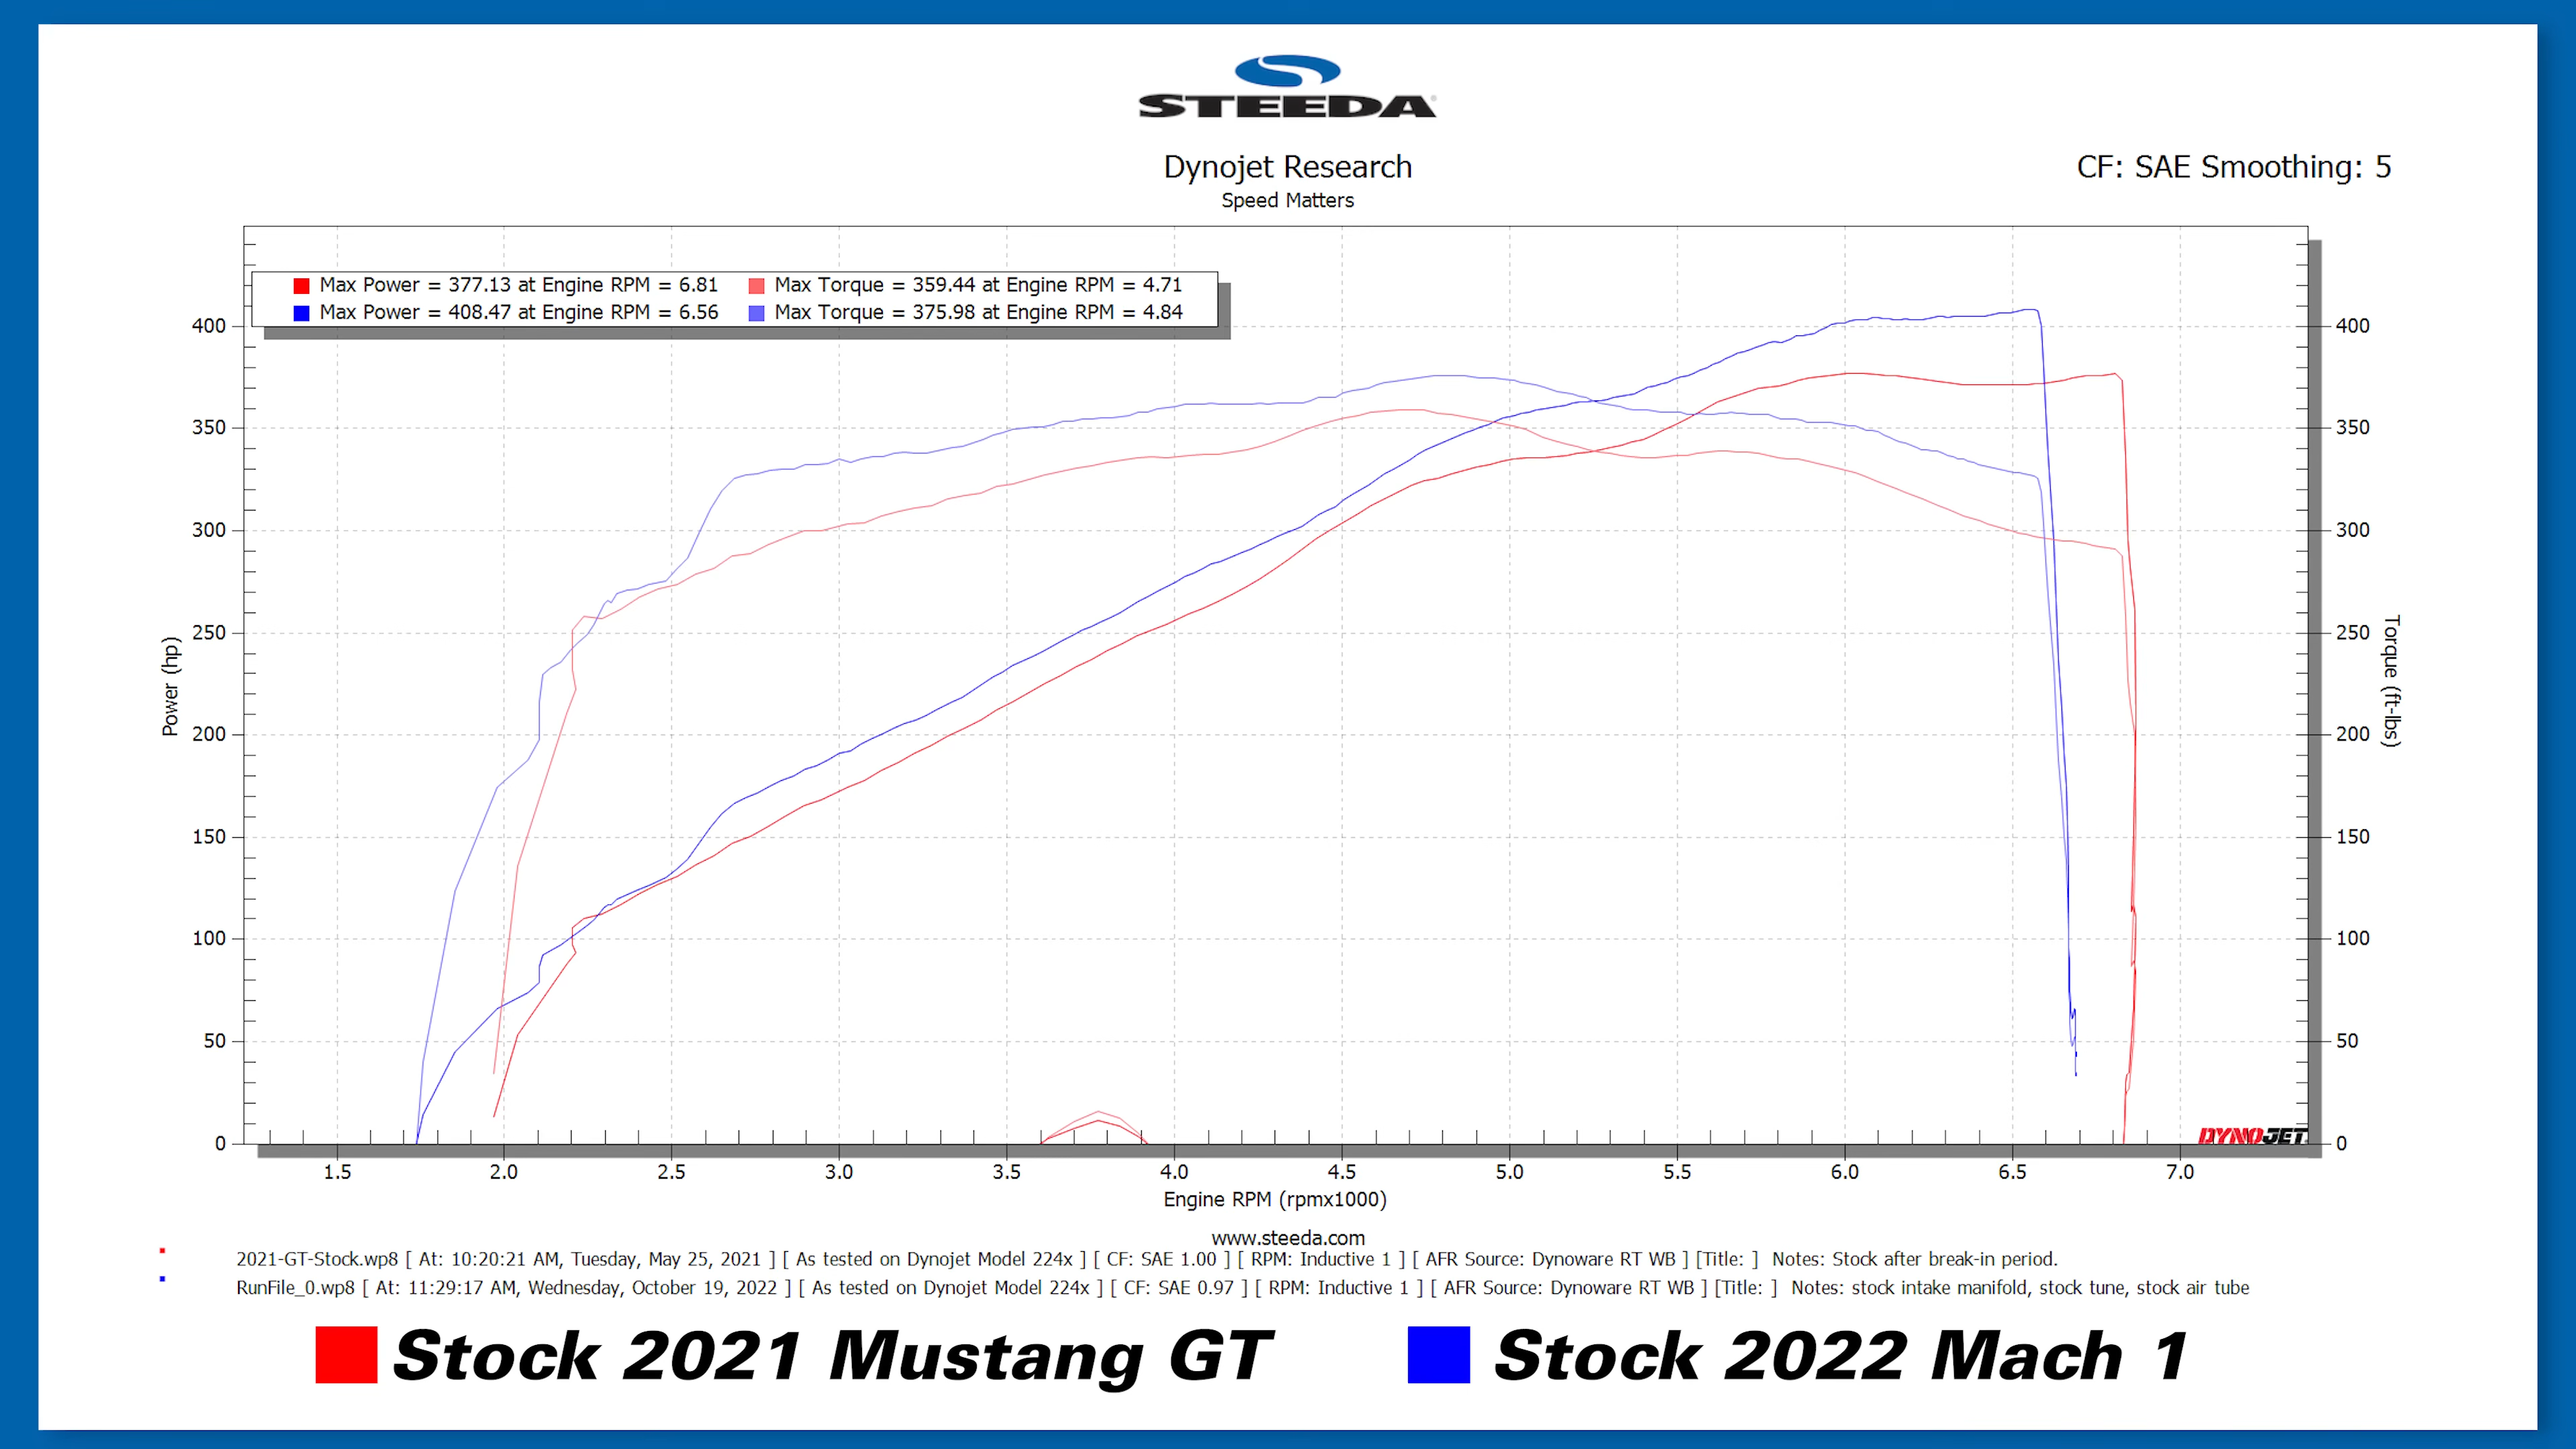 STEEDA
Dynojet Research
Speed Matters
CF: SAE Smoothing: 5
Max Power = 377.13 at Engine RPM = 6.81 Max Torque = 359.44 at Engine RPM = 4.71
Max Power = 408.47 at Engine RPM = 6.56 Max Torque = 375.98 at Engine RPM = 4.84
400 400
350 350
300 300
250 250
200 200
150 150
100 100
50 50
0 0
Power (hp)
Torque (ft-lbs)
DYNOJET
1.5 2.0 2.5 3.0 3.5 4.0 4.5 5.0 5.5 6.0 6.5 7.0
Engine RPM (rpmx1000)
www.steeda.com
2021-GT-Stock.wp8 [ At: 10:20:21 AM, Tuesday, May 25, 2021 ] [ As tested on Dynojet Model 224x ] [ CF: SAE 1.00 ] [ RPM: Inductive 1 ] [ AFR Source: Dynoware RT WB ] [Title: ] Notes: Stock after break-in period.
RunFile_0.wp8 [ At: 11:29:17 AM, Wednesday, October 19, 2022 ] [ As tested on Dynojet Model 224x ] [ CF: SAE 0.97 ] [ RPM: Inductive 1 ] [ AFR Source: Dynoware RT WB ] [Title: ] Notes: stock intake manifold, stock tune, stock air tube
Stock 2021 Mustang GT Stock 2022 Mach 1